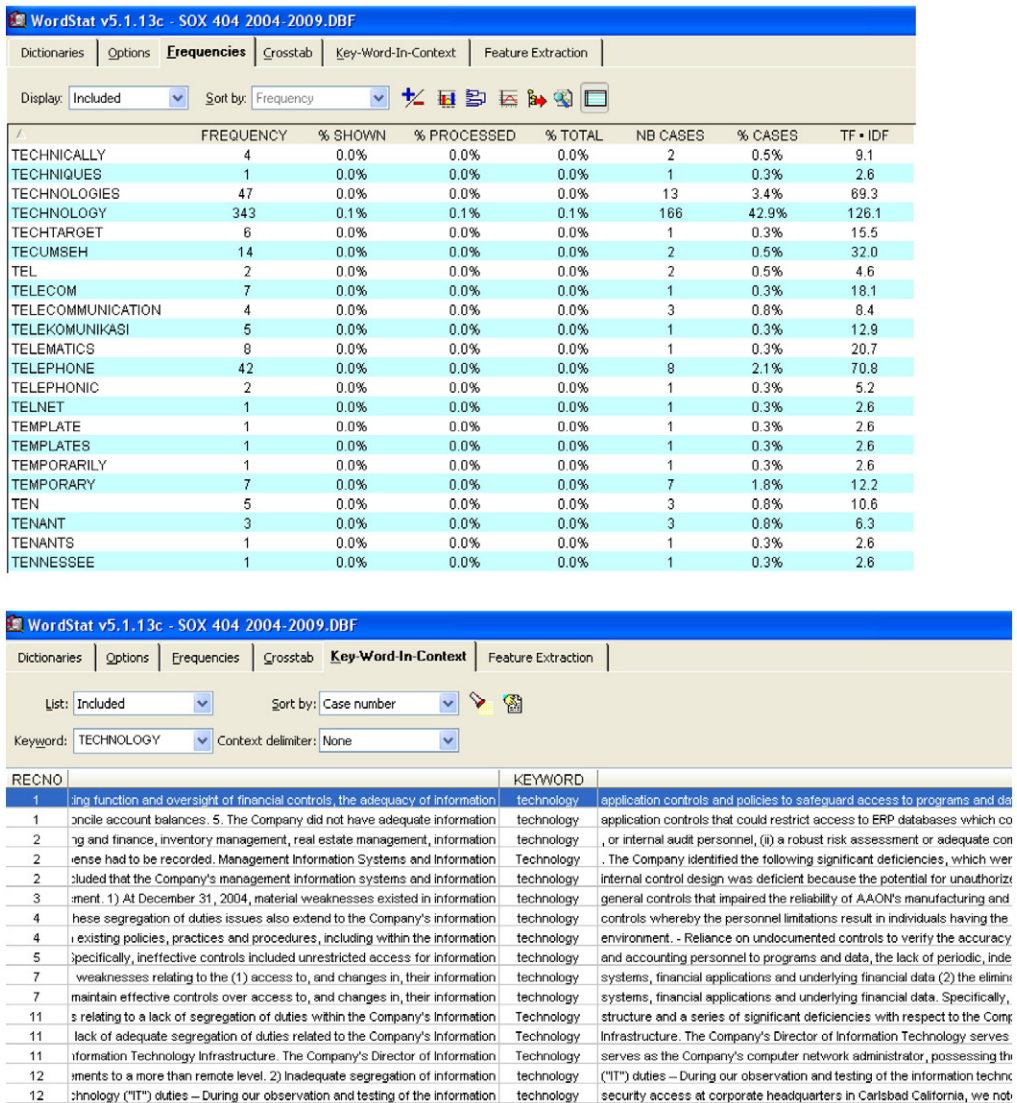 WordStat v5.1.13c - SOX 404 2004-2009.DBF
Dictionaries Options Frequencies Crosstab Key-Word-In-Context Feature Extraction
Display: Included Sort by: Frequency
FREQUENCY % SHOWN % PROCESSED % TOTAL NB CASES % CASES TF • IDF
TECHNICALLY 4 0.0% 0.0% 0.0% 2 0.5% 9.1
TECHNIQUES 1 0.0% 0.0% 0.0% 1 0.3% 2.6
TECHNOLOGIES 47 0.0% 0.0% 0.0% 13 3.4% 69.3
TECHNOLOGY 343 0.1% 0.1% 0.1% 166 42.9% 126.1
TECHTARGET 6 0.0% 0.0% 0.0% 1 0.3% 15.5
TECUMSEH 14 0.0% 0.0% 0.0% 2 0.5% 32.0
TEL 2 0.0% 0.0% 0.0% 2 0.5% 4.6
TELECOM 7 0.0% 0.0% 0.0% 1 0.3% 18.1
TELECOMMUNICATION 4 0.0% 0.0% 0.0% 3 0.8% 8.4
TELEKOMUNIKASI 5 0.0% 0.0% 0.0% 1 0.3% 12.9
TELEMATICS 8 0.0% 0.0% 0.0% 1 0.3% 20.7
TELEPHONE 42 0.0% 0.0% 0.0% 8 2.1% 70.8
TELEPHONIC 2 0.0% 0.0% 0.0% 1 0.3% 5.2
TELNET 1 0.0% 0.0% 0.0% 1 0.3% 2.6
TEMPLATE 1 0.0% 0.0% 0.0% 1 0.3% 2.6
TEMPLATES 1 0.0% 0.0% 0.0% 1 0.3% 2.6
TEMPORARILY 1 0.0% 0.0% 0.0% 1 0.3% 2.6
TEMPORARY 7 0.0% 0.0% 0.0% 7 1.8% 12.2
TEN 5 0.0% 0.0% 0.0% 3 0.8% 10.6
TENANT 3 0.0% 0.0% 0.0% 3 0.8% 6.3
TENANTS 1 0.0% 0.0% 0.0% 1 0.3% 2.6
TENNESSEE 1 0.0% 0.0% 0.0% 1 0.3% 2.6
WordStat v5.1.13c - SOX 404 2004-2009.DBF
Dictionaries Options Frequencies Crosstab Key-Word-In-Context Feature Extraction
List: Included Sort by: Case number
Keyword: TECHNOLOGY Context delimiter: None
RECNO KEYWORD
1 ing function and oversight of financial controls, the adequacy of information technology application controls and policies to safeguard access to programs and da
1 oncile account balances. 5. The Company did not have adequate information technology application controls that could restrict access to ERP databases which co
2 ng and finance, inventory management, real estate management, information technology , or internal audit personnel, (ii) a robust risk assessment or adequate con
2 ense had to be recorded. Management Information Systems and Information Technology . The Company identified the following significant deficiencies, which wer
2 cluded that the Company's management information systems and information technology internal control design was deficient because the potential for unauthorize
3 ment. 1) At December 31, 2004, material weaknesses existed in information technology general controls that impaired the reliability of AAON's manufacturing and
4 hese segregation of duties issues also extend to the Company's information technology controls whereby the personnel limitations result in individuals having the
4 existing policies, practices and procedures, including within the information technology environment. - Reliance on undocumented controls to verify the accuracy
5 pecifically, ineffective controls included unrestricted access for information technology and accounting personnel to programs and data, the lack of periodic, inde
7 weaknesses relating to the (1) access to, and changes in, their information technology systems, financial applications and underlying financial data (2) the elimina
7 maintain effective controls over access to, and changes in, their information technology systems, financial applications and underlying financial data. Specifically,
11 s relating to a lack of segregation of duties within the Company's Information Technology structure and a series of significant deficiencies with respect to the Comp
11 lack of adequate segregation of duties related to the Company's Information Technology Infrastructure. The Company's Director of Information Technology serves
11 nformation Technology Infrastructure. The Company's Director of Information Technology serves as the Company's computer network administrator, possessing the
12 ements to a more than remote level. 2) Inadequate segregation of information technology ("IT") duties – During our observation and testing of the information techno
12 chnology ("IT") duties – During our observation and testing of the information technology security access at corporate headquarters in Carlsbad California, we not